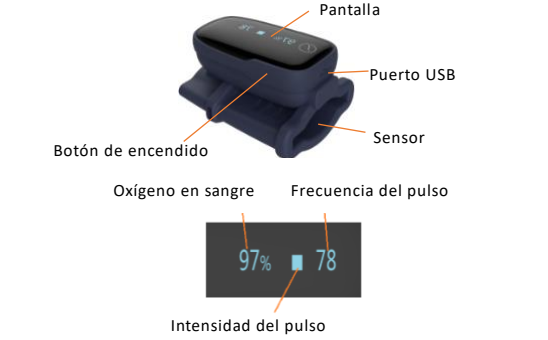 Pantalla
Puerto USB
Sensor
Botón de encendido
Oxígeno en sangre
Frecuencia del pulso
97%
78
Intensidad del pulso